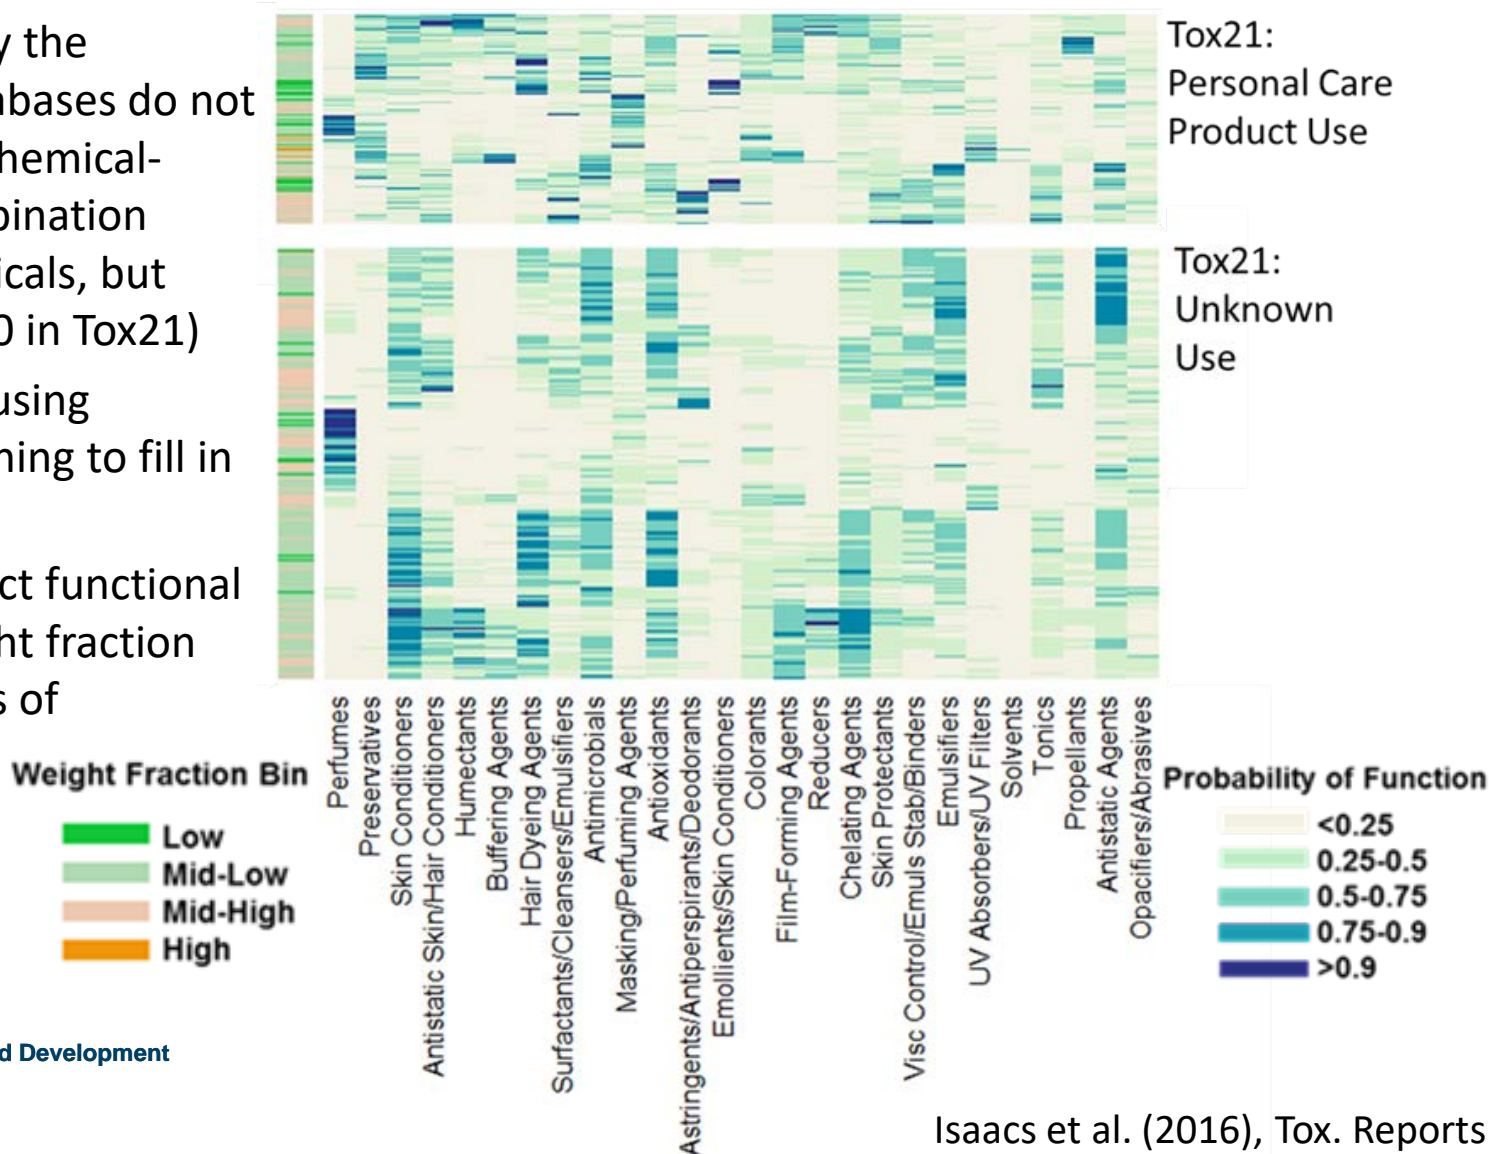 y the
abases do not
hemical-
bination
icals, but
0 in Tox21)
using
ning to fill in
ct functional
ht fraction
s of
Tox21:
Personal Care
Product Use
Tox21:
Unknown
Use
Perfumes
Preservatives
Skin Conditioners
Antistatic Skin/Hair Conditioners
Humectants
Buffering Agents
Hair Dyeing Agents
Surfactants/Cleansers/Emulsifiers
Antimicrobials
Masking/Perfuming Agents
Antioxidants
Astringents/Antiperspirants/Deodorants
Emollients/Skin Conditioners
Colorants
Film-Forming Agents
Reducers
Chelating Agents
Skin Protectants
Visc Control/Emuls Stab/Binders
Emulsifiers
UV Absorbers/UV Filters
Solvents
Tonics
Propellants
Antistatic Agents
Opacifiers/Abrasives
Weight Fraction Bin
Low
Mid-Low
Mid-High
High
Probability of Function
<0.25
0.25-0.5
0.5-0.75
0.75-0.9
>0.9
d Development
Isaacs et al. (2016), Tox. Reports